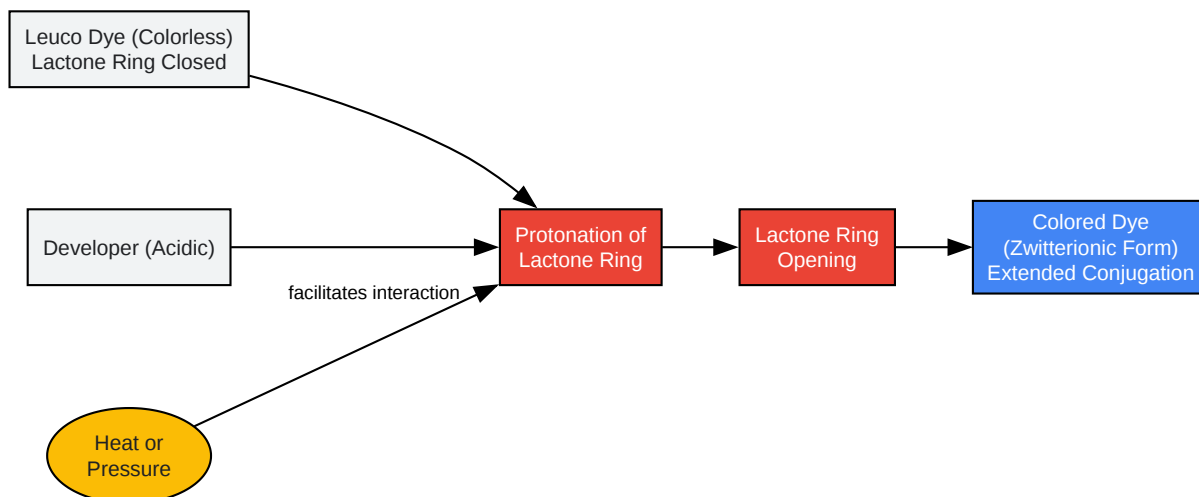 Leuco Dye (Colorless)
Lactone Ring Closed
Developer (Acidic)
Protonation of
Lactone Ring
Lactone Ring
Opening
Colored Dye
(Zwitterionic Form)
Extended Conjugation
facilitates interaction
Heat or
Pressure